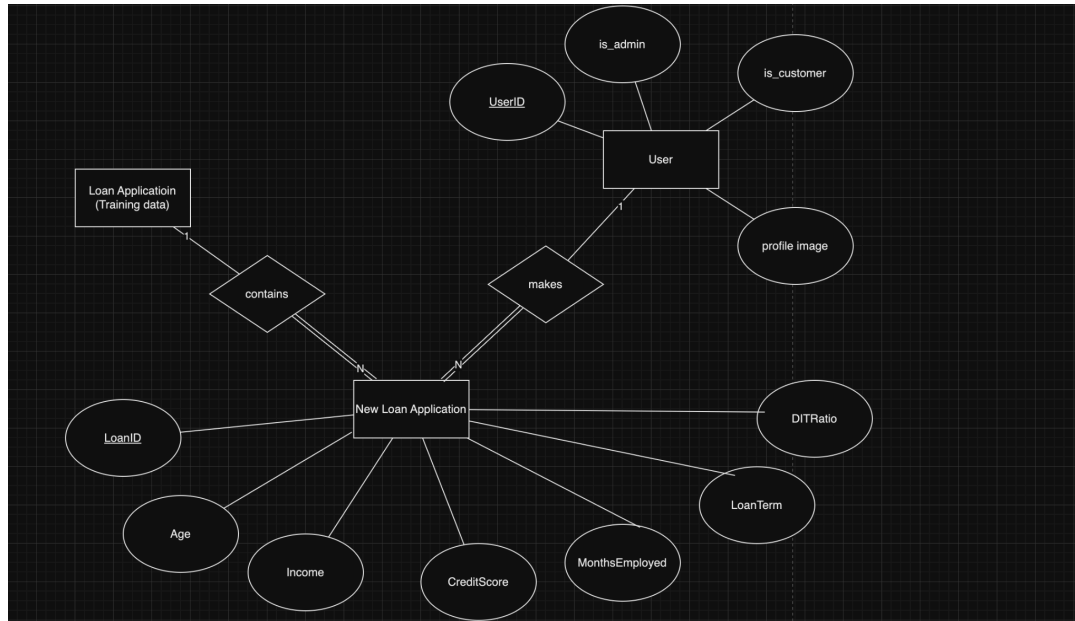 is_admin
is_customer
UserID
User
Loan Applicatioin
(Training data)
1
1
profile image
contains
makes
N
N
New Loan Application
DITRatio
LoanID
LoanTerm
Age
Income
CreditScore
MonthsEmployed